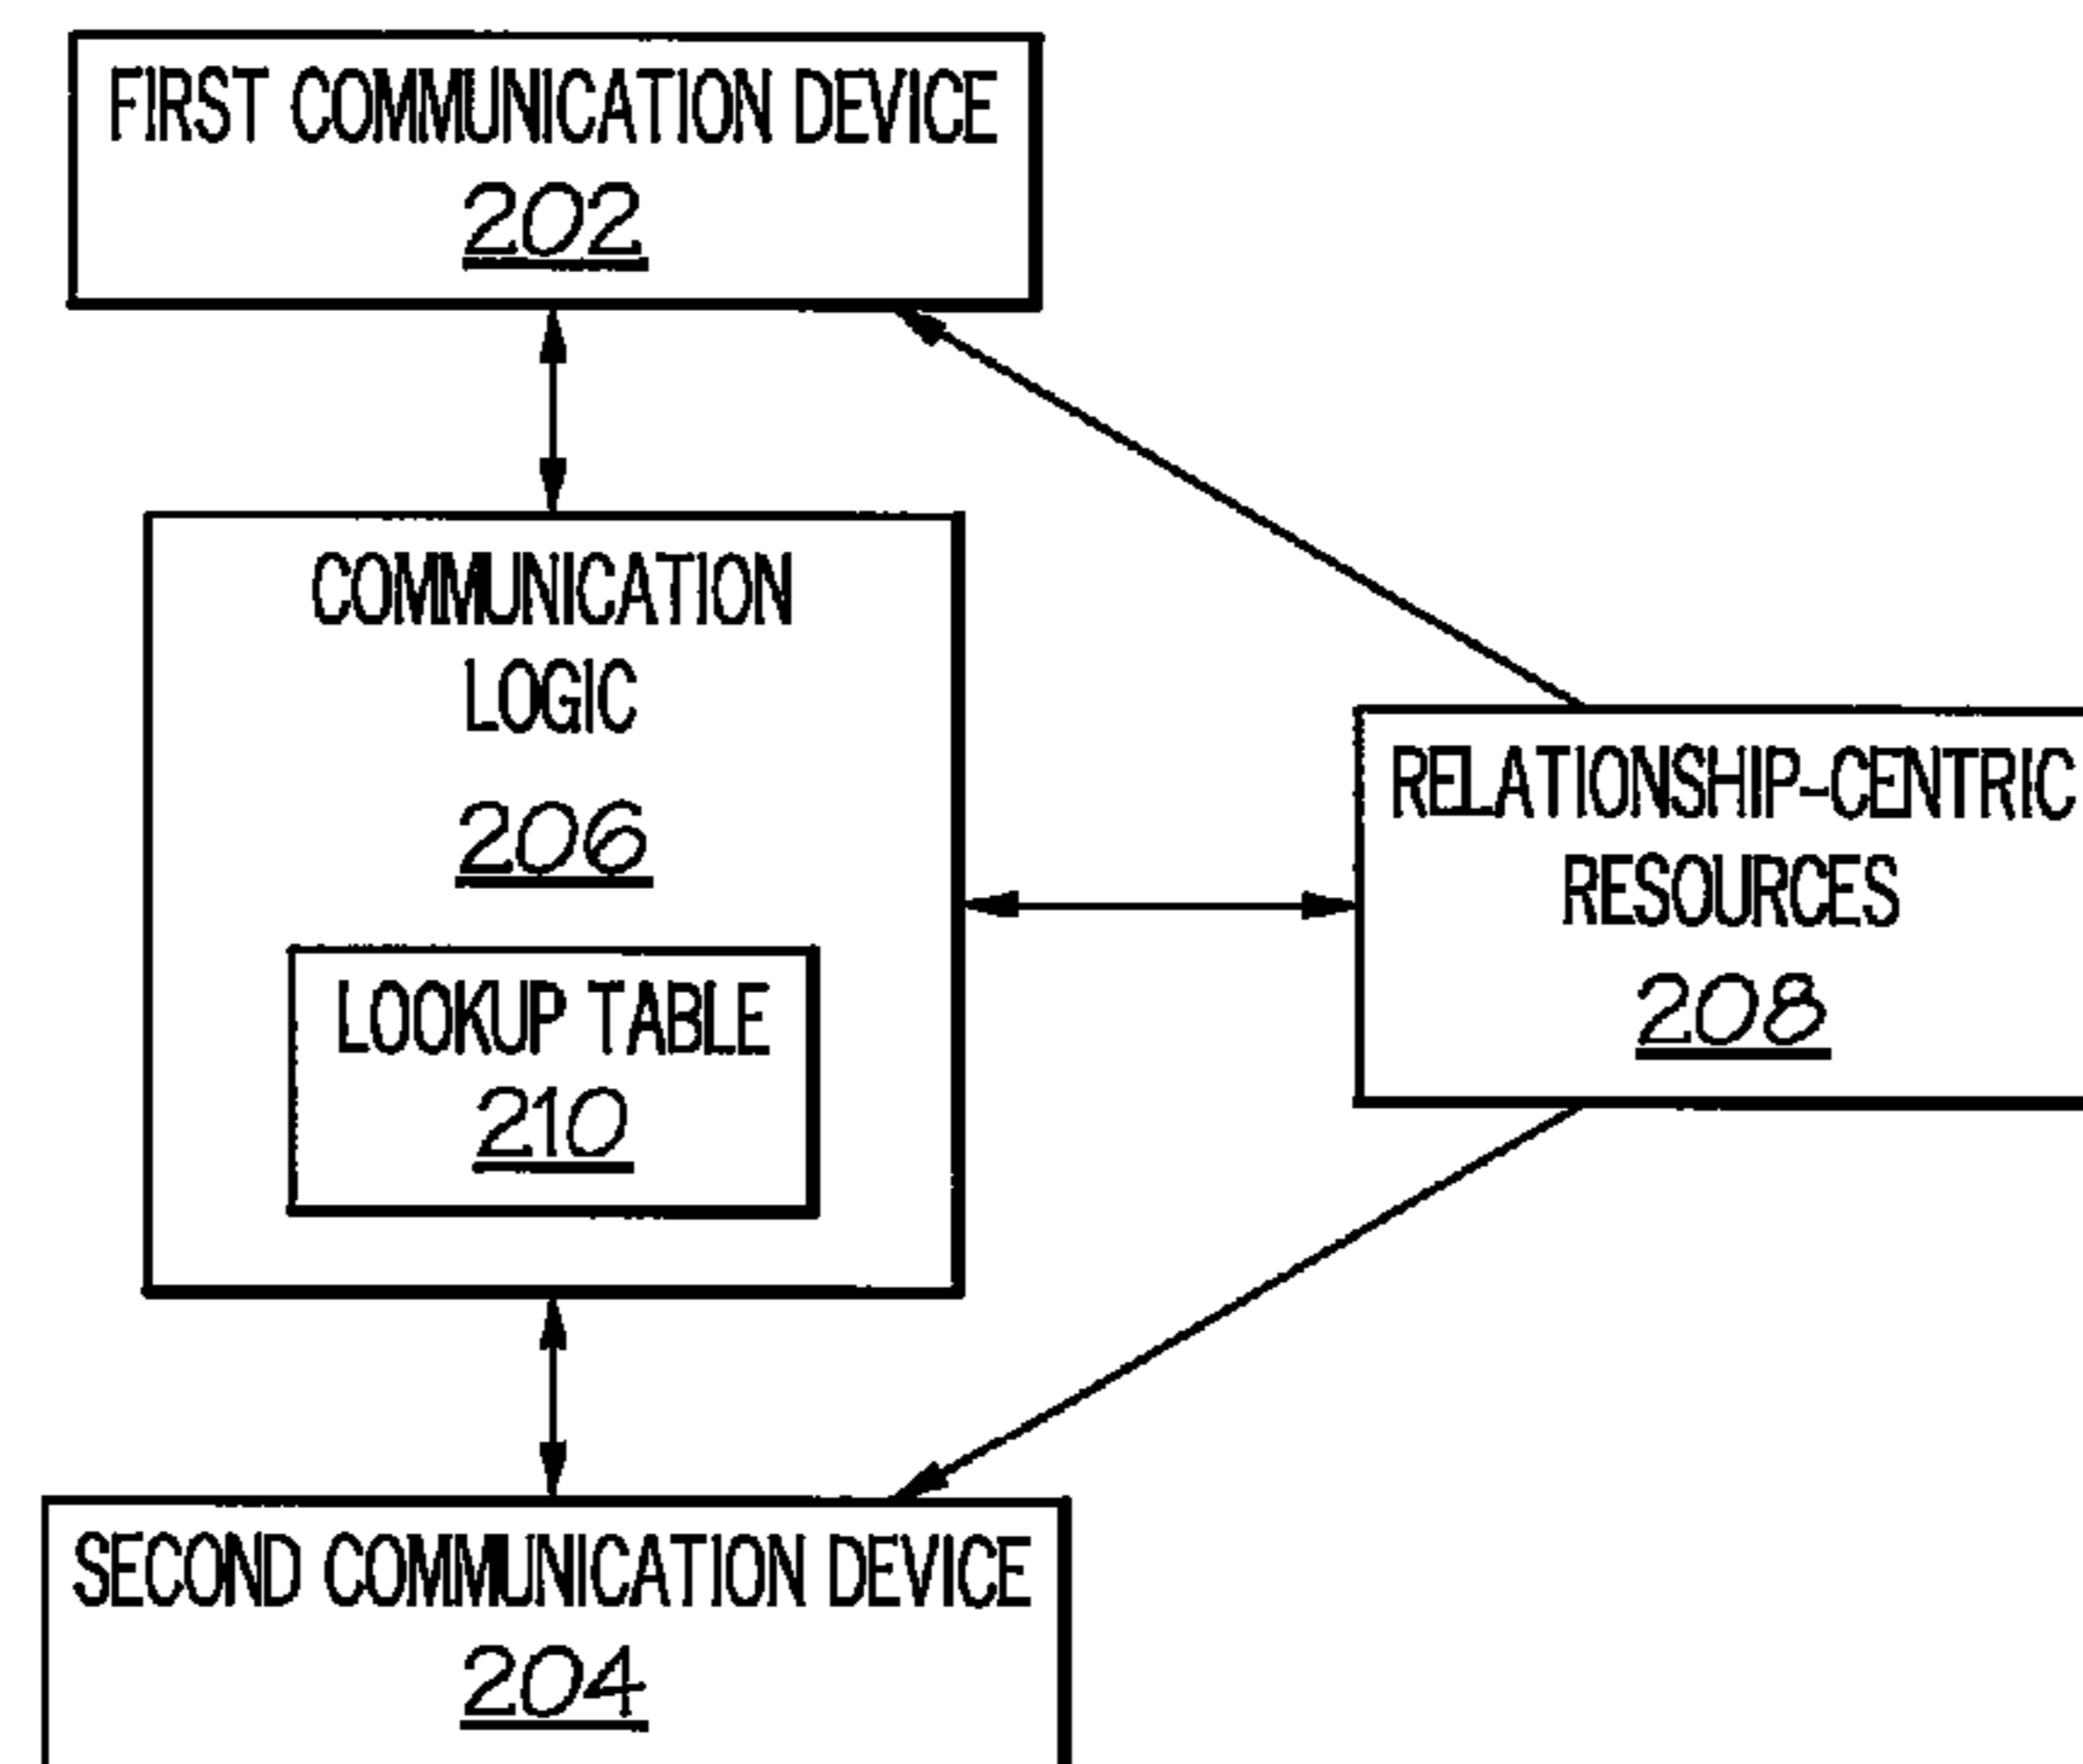 FIRST COMMUNICATION DEVICE
202
COMMUNICATION
LOGIC
206
LOOKUP TABLE
210
RELATIONSHIP-CENTRIC
RESOURCES
208
SECOND COMMUNICATION DEVICE
204